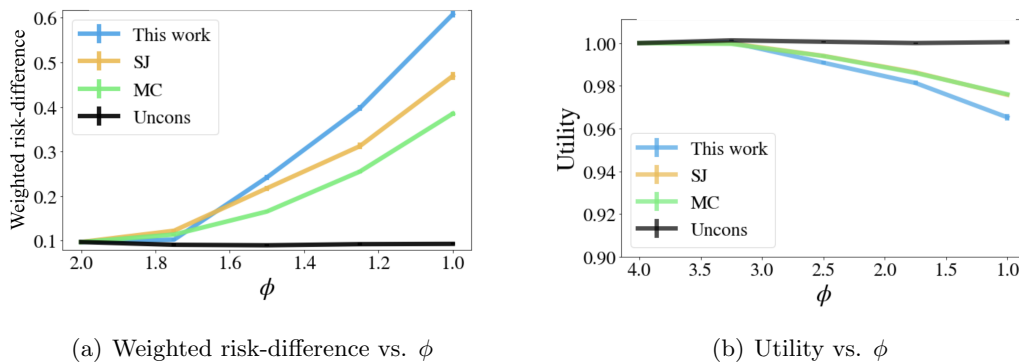 Weighted risk-difference
0.6
0.5
0.4
0.3
0.2
0.1
This work
SJ
MC
Uncons
2.0 1.8 1.6 1.4 1.2 1.0
ϕ
(a) Weighted risk-difference vs. ϕ
Utility
1.00
0.98
0.96
0.94
0.92
0.90
This work
SJ
MC
Uncons
4.0 3.5 3.0 2.5 2.0 1.5 1.0
ϕ
(b) Utility vs. ϕ